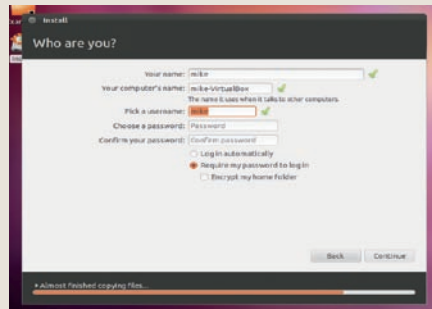 Install
Who are you?
Your name: mike
Your computer's name: mike-VirtualBox
The name it uses when it talks to other computers.
Pick a username: mike
Choose a password: Password
Confirm your password: Confirm password
Log in automatically
Require my password to log in
Encrypt my home folder
Back Continue
Almost finished copying files...